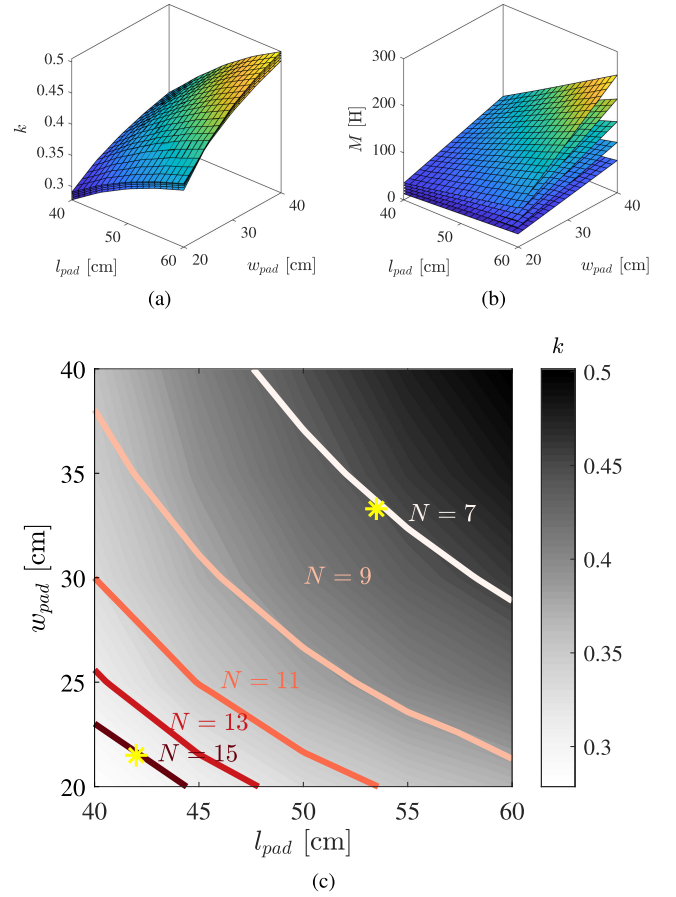 0.5
0.45
0.4
0.35
0.3
k
40
50
60
l_pad [cm]
20
30
40
w_pad [cm]
(a)
300
200
100
0
M [H]
40
50
60
l_pad [cm]
20
30
40
w_pad [cm]
(b)
k
40
35
30
25
20
w_pad [cm]
N = 7
N = 9
N = 11
N = 13
N = 15
40
45
50
55
60
l_pad [cm]
0.5
0.45
0.4
0.35
0.3
(c)